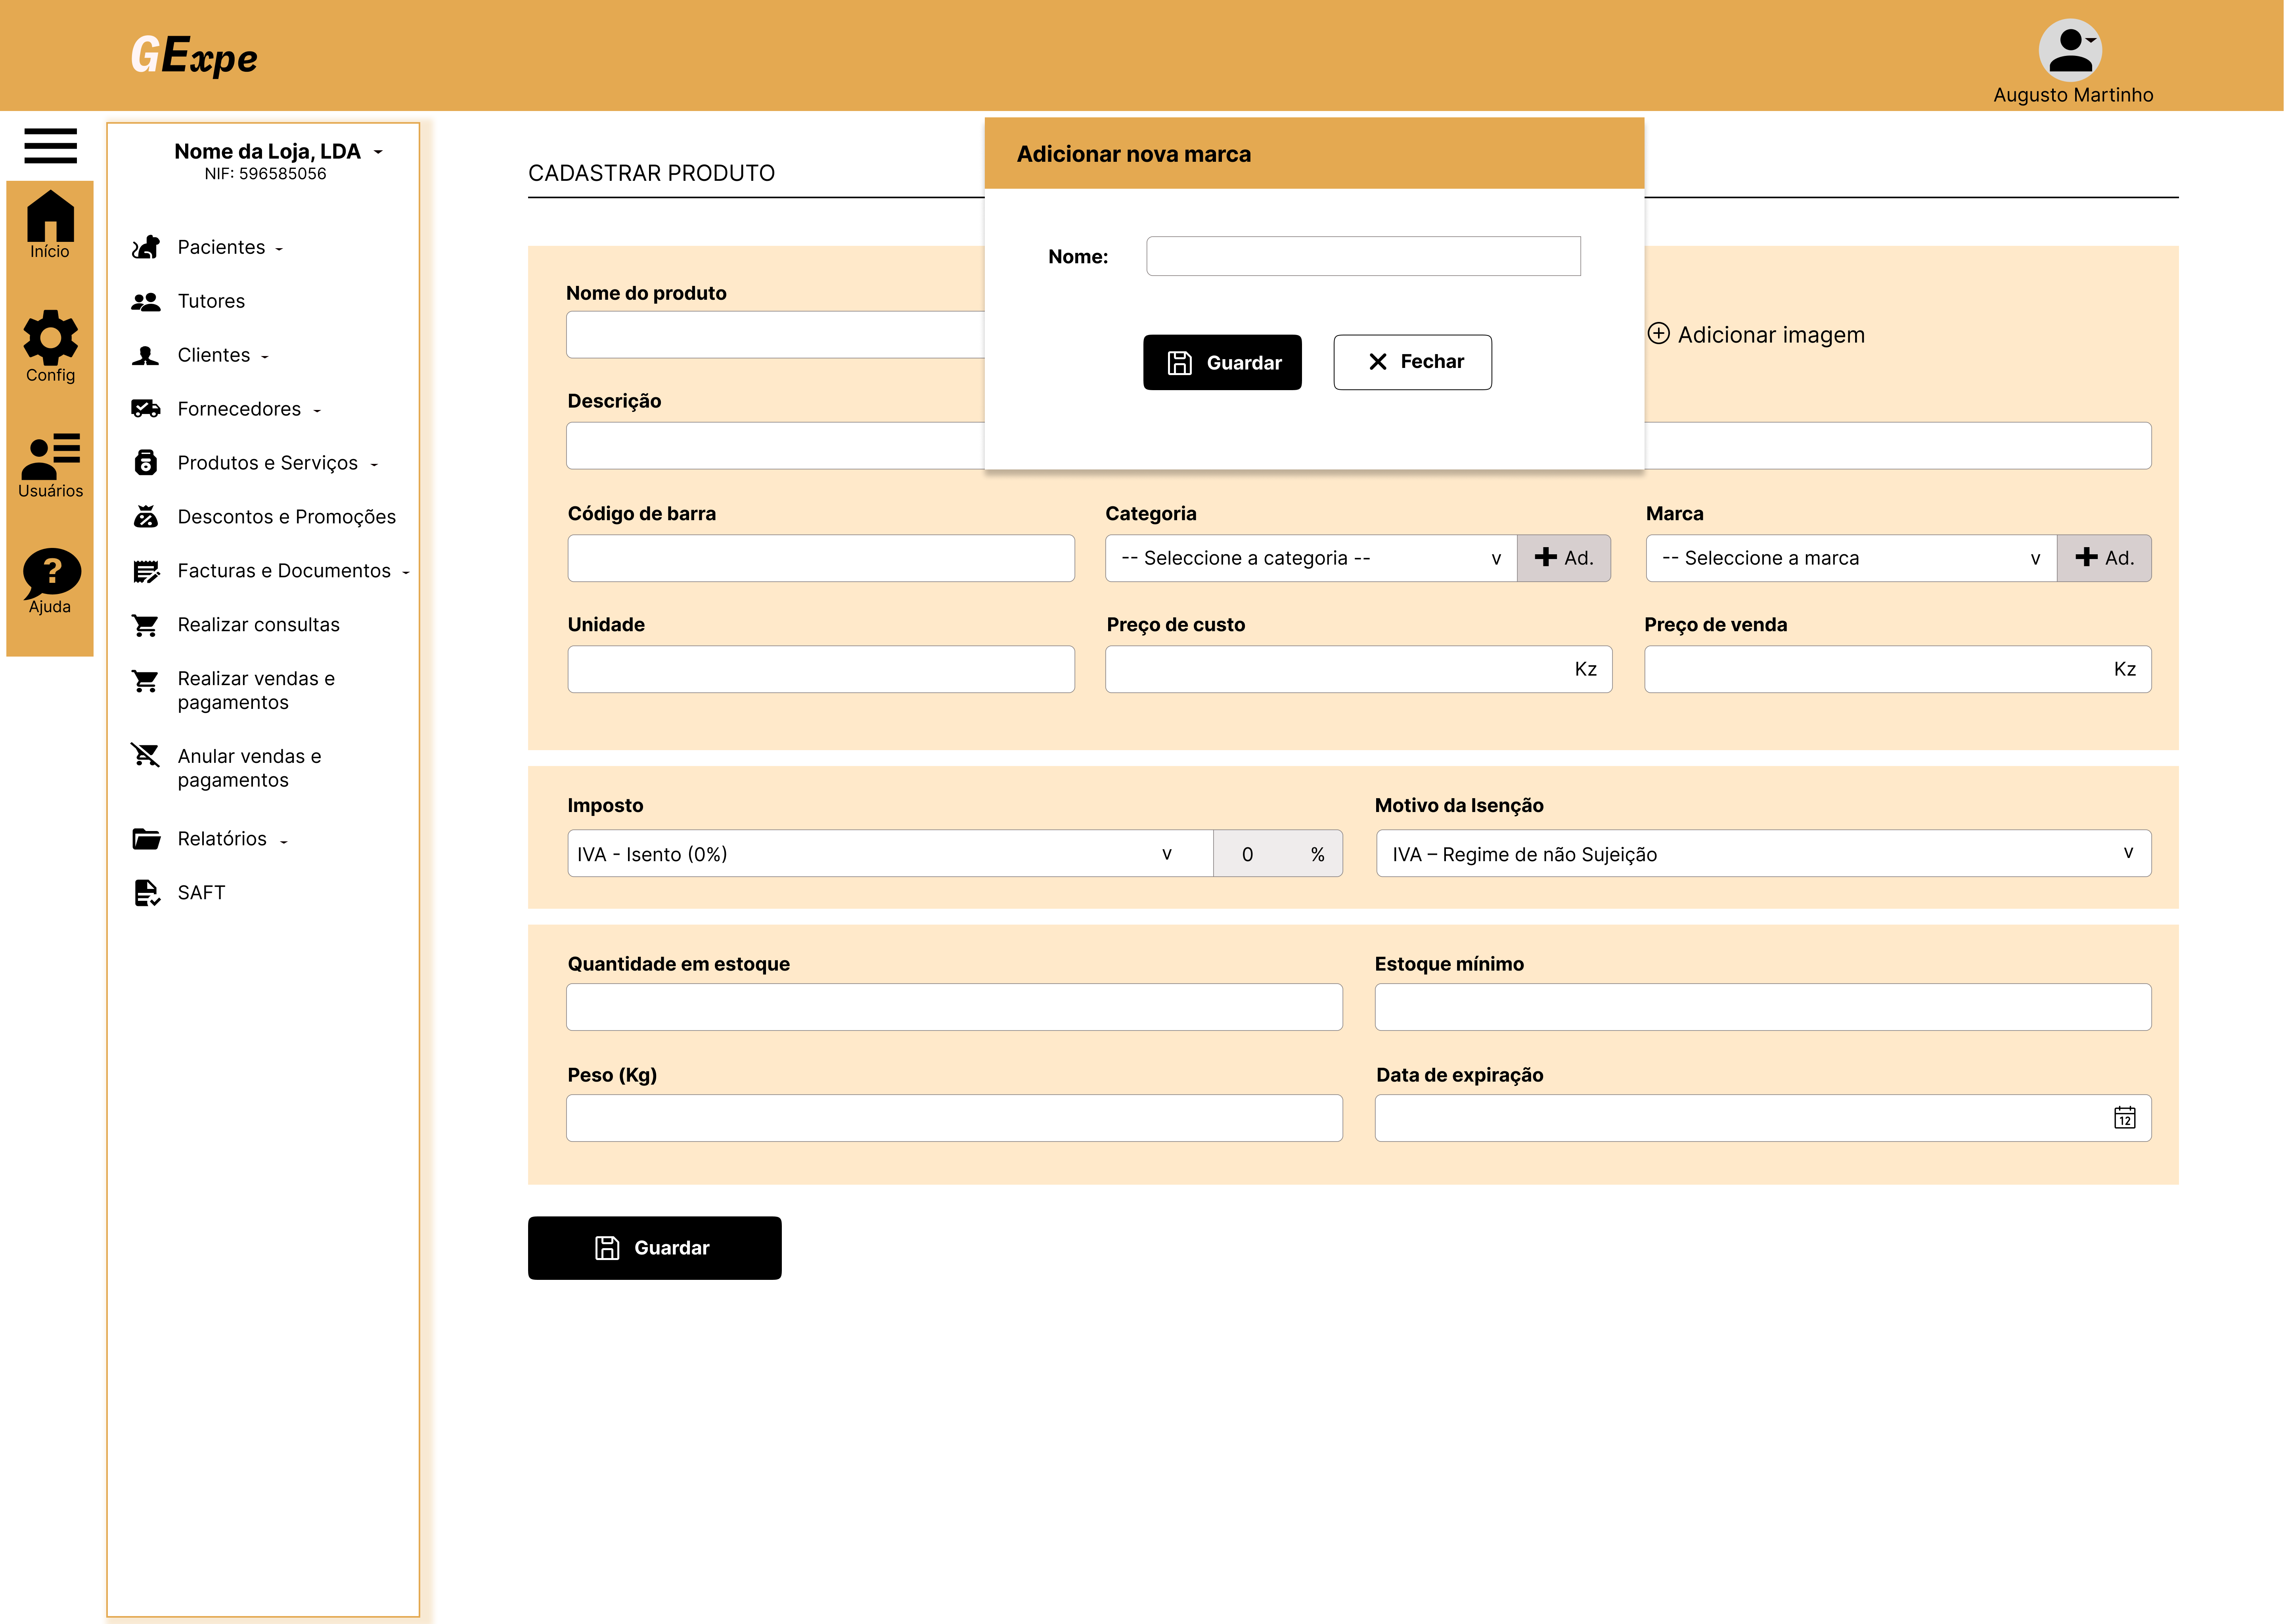 GExpe
Augusto Martinho
Início
Config
Usuários
Ajuda
Nome da Loja, LDA
NIF: 596585056
Pacientes
Tutores
Clientes
Fornecedores
Produtos e Serviços
Descontos e Promoções
Facturas e Documentos
Realizar consultas
Realizar vendas e
pagamentos
Anular vendas e
pagamentos
Relatórios
SAFT
CADASTRAR PRODUTO
Adicionar nova marca
Nome:
Guardar
Fechar
Nome do produto
Adicionar imagem
Descrição
Código de barra
Categoria
-- Seleccione a categoria -- v
Ad.
Marca
-- Seleccione a marca v
Ad.
Unidade
Preço de custo
Kz
Preço de venda
Kz
Imposto
IVA - Isento (0%) v
0 %
Motivo da Isenção
IVA – Regime de não Sujeição v
Quantidade em estoque
Estoque mínimo
Peso (Kg)
Data de expiração
12
Guardar